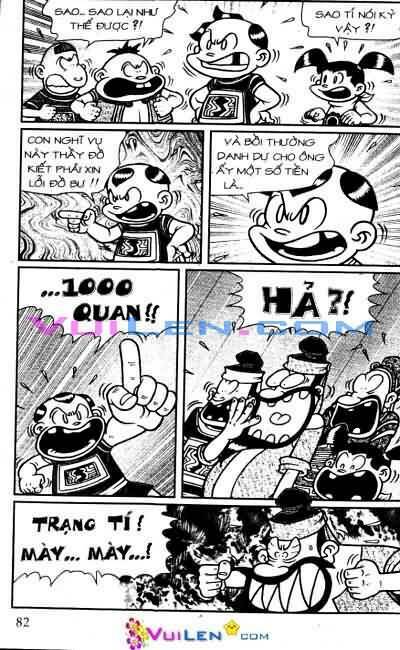 SAO... SAO LẠI NHƯ
THẾ ĐƯỢC?!
SAO TÍ NÓI KỲ
VẬY?!
CON NGHĨ VỤ
NÀY THẦY ĐỒ
KIẾT PHẢI XIN
LỖI ĐỒ BU!!
VÀ BỒI THƯỜNG
DANH DỰ CHO ÔNG
ẤY MỘT SỐ TIỀN
LÀ...
...1000
QUAN!!
HẢ?!
VUILEN.COM
TRẠNG TÍ!
MÀY... MÀY...!
82
VUILEN.COM